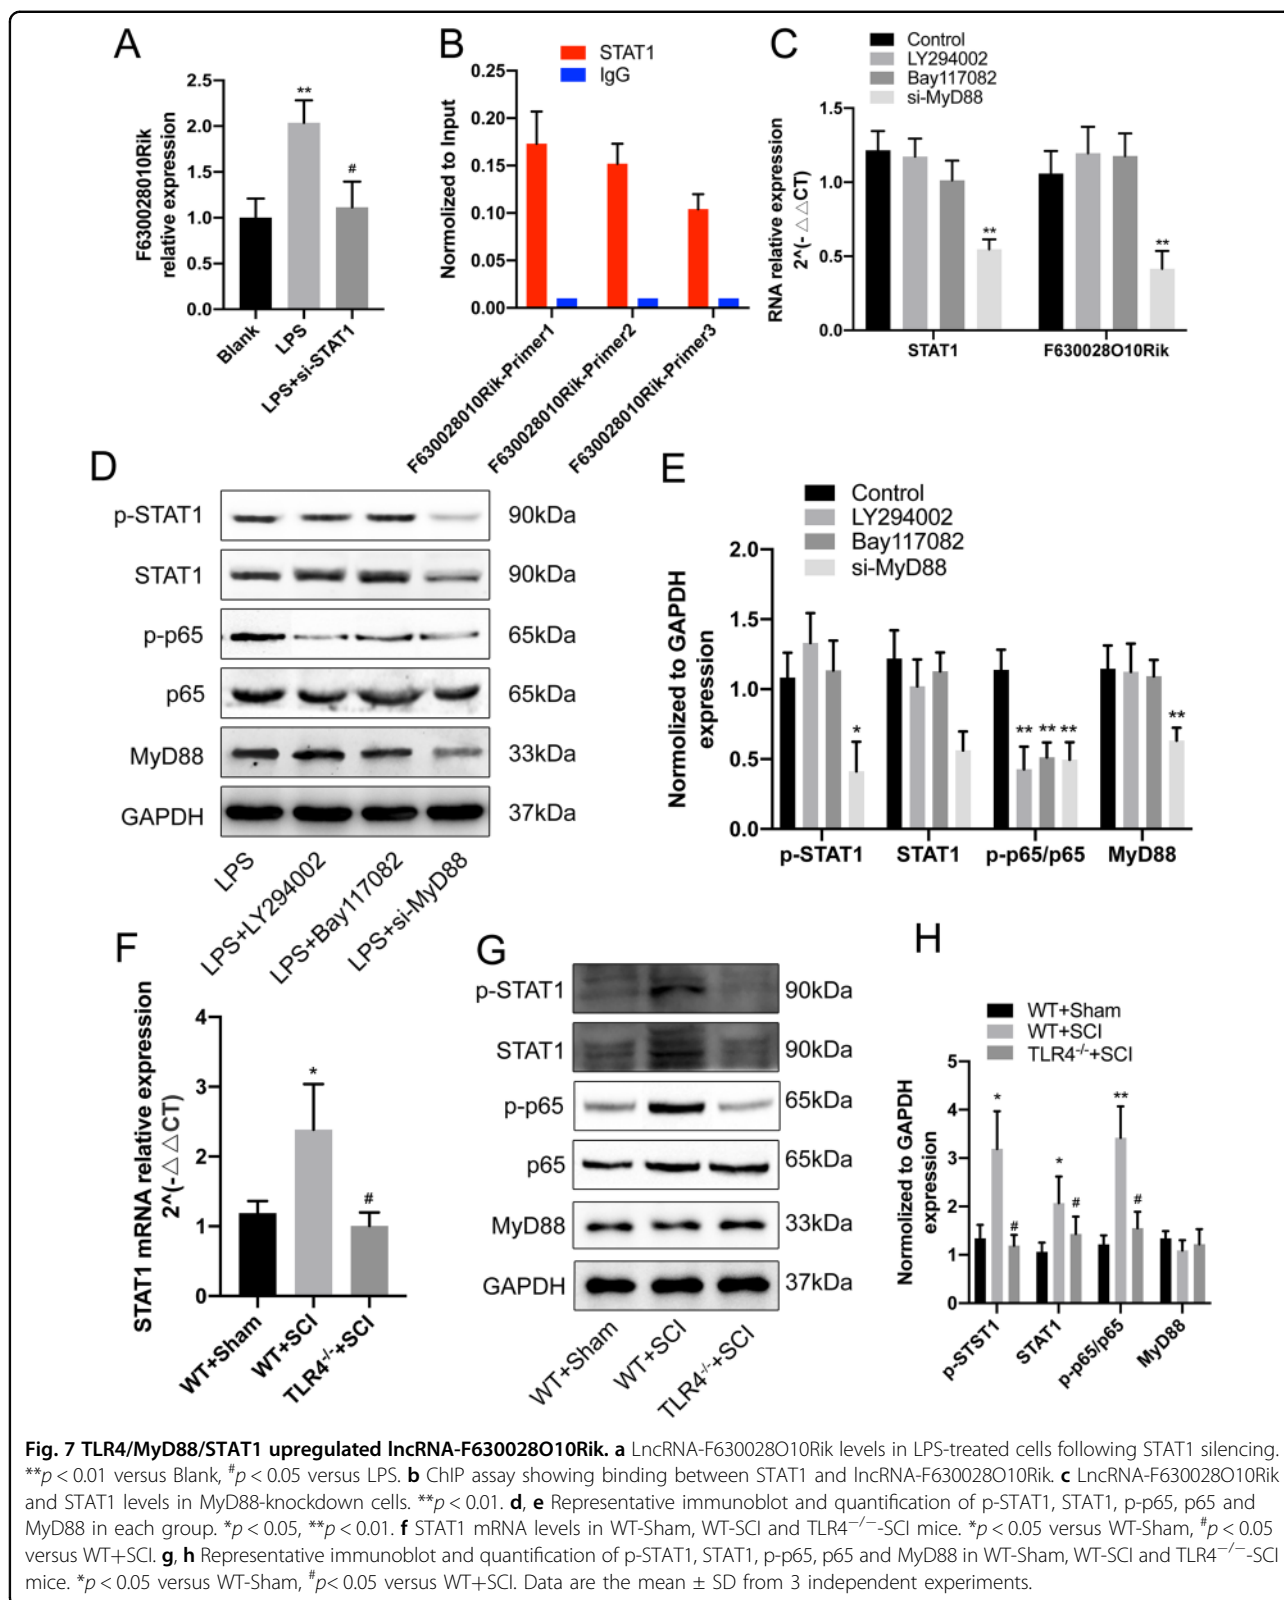 A
F630028010Rik
relative expression
2.5
2.0
1.5
1.0
0.5
0.0
**
#
Blank
LPS
LPS+si-STAT1
B
STAT1
IgG
Normolized to Input
0.25
0.20
0.15
0.10
0.05
0.00
F630028010Rik-Primer1
F630028010Rik-Primer2
F630028010Rik-Primer3
C
Control
LY294002
Bay117082
si-MyD88
RNA relative expression
2^(- △△CT)
1.5
1.0
0.5
0.0
**
**
STAT1
F630028O10Rik
D
p-STAT1
90kDa
STAT1
90kDa
p-p65
65kDa
p65
65kDa
MyD88
33kDa
GAPDH
37kDa
LPS
LPS+LY294002
LPS+Bay117082
LPS+si-MyD88
E
Control
LY294002
Bay117082
si-MyD88
Normolized to GAPDH
expression
2.0
1.5
1.0
0.5
0.0
*
** ** **
**
p-STAT1
STAT1
p-p65/p65
MyD88
F
STAT1 mRNA relative expression
2^(-△△CT)
4
3
2
1
0
*
#
WT+Sham
WT+SCI
TLR4-/-+SCI
G
p-STAT1
90kDa
STAT1
90kDa
p-p65
65kDa
p65
65kDa
MyD88
33kDa
GAPDH
37kDa
WT+Sham
WT+SCI
TLR4-/-+SCI
H
WT+Sham
WT+SCI
TLR4-/-+SCI
Normolized to GAPDH
expression
5
4
3
2
1
0
*
#
*
#
**
#
p-STST1
STAT1
p-p65/p65
MyD88
Fig. 7 TLR4/MyD88/STAT1 upregulated lncRNA-F630028O10Rik. a LncRNA-F630028O10Rik levels in LPS-treated cells following STAT1 silencing.
**p < 0.01 versus Blank, #p < 0.05 versus LPS. b ChIP assay showing binding between STAT1 and lncRNA-F630028O10Rik. c LncRNA-F630028O10Rik
and STAT1 levels in MyD88-knockdown cells. **p < 0.01. d, e Representative immunoblot and quantification of p-STAT1, STAT1, p-p65, p65 and
MyD88 in each group. *p < 0.05, **p < 0.01. f STAT1 mRNA levels in WT-Sham, WT-SCI and TLR4−/−-SCI mice. *p < 0.05 versus WT-Sham, #p < 0.05
versus WT+SCI. g, h Representative immunoblot and quantification of p-STAT1, STAT1, p-p65, p65 and MyD88 in WT-Sham, WT-SCI and TLR4−/−-SCI
mice. *p < 0.05 versus WT-Sham, #p< 0.05 versus WT+SCI. Data are the mean ± SD from 3 independent experiments.